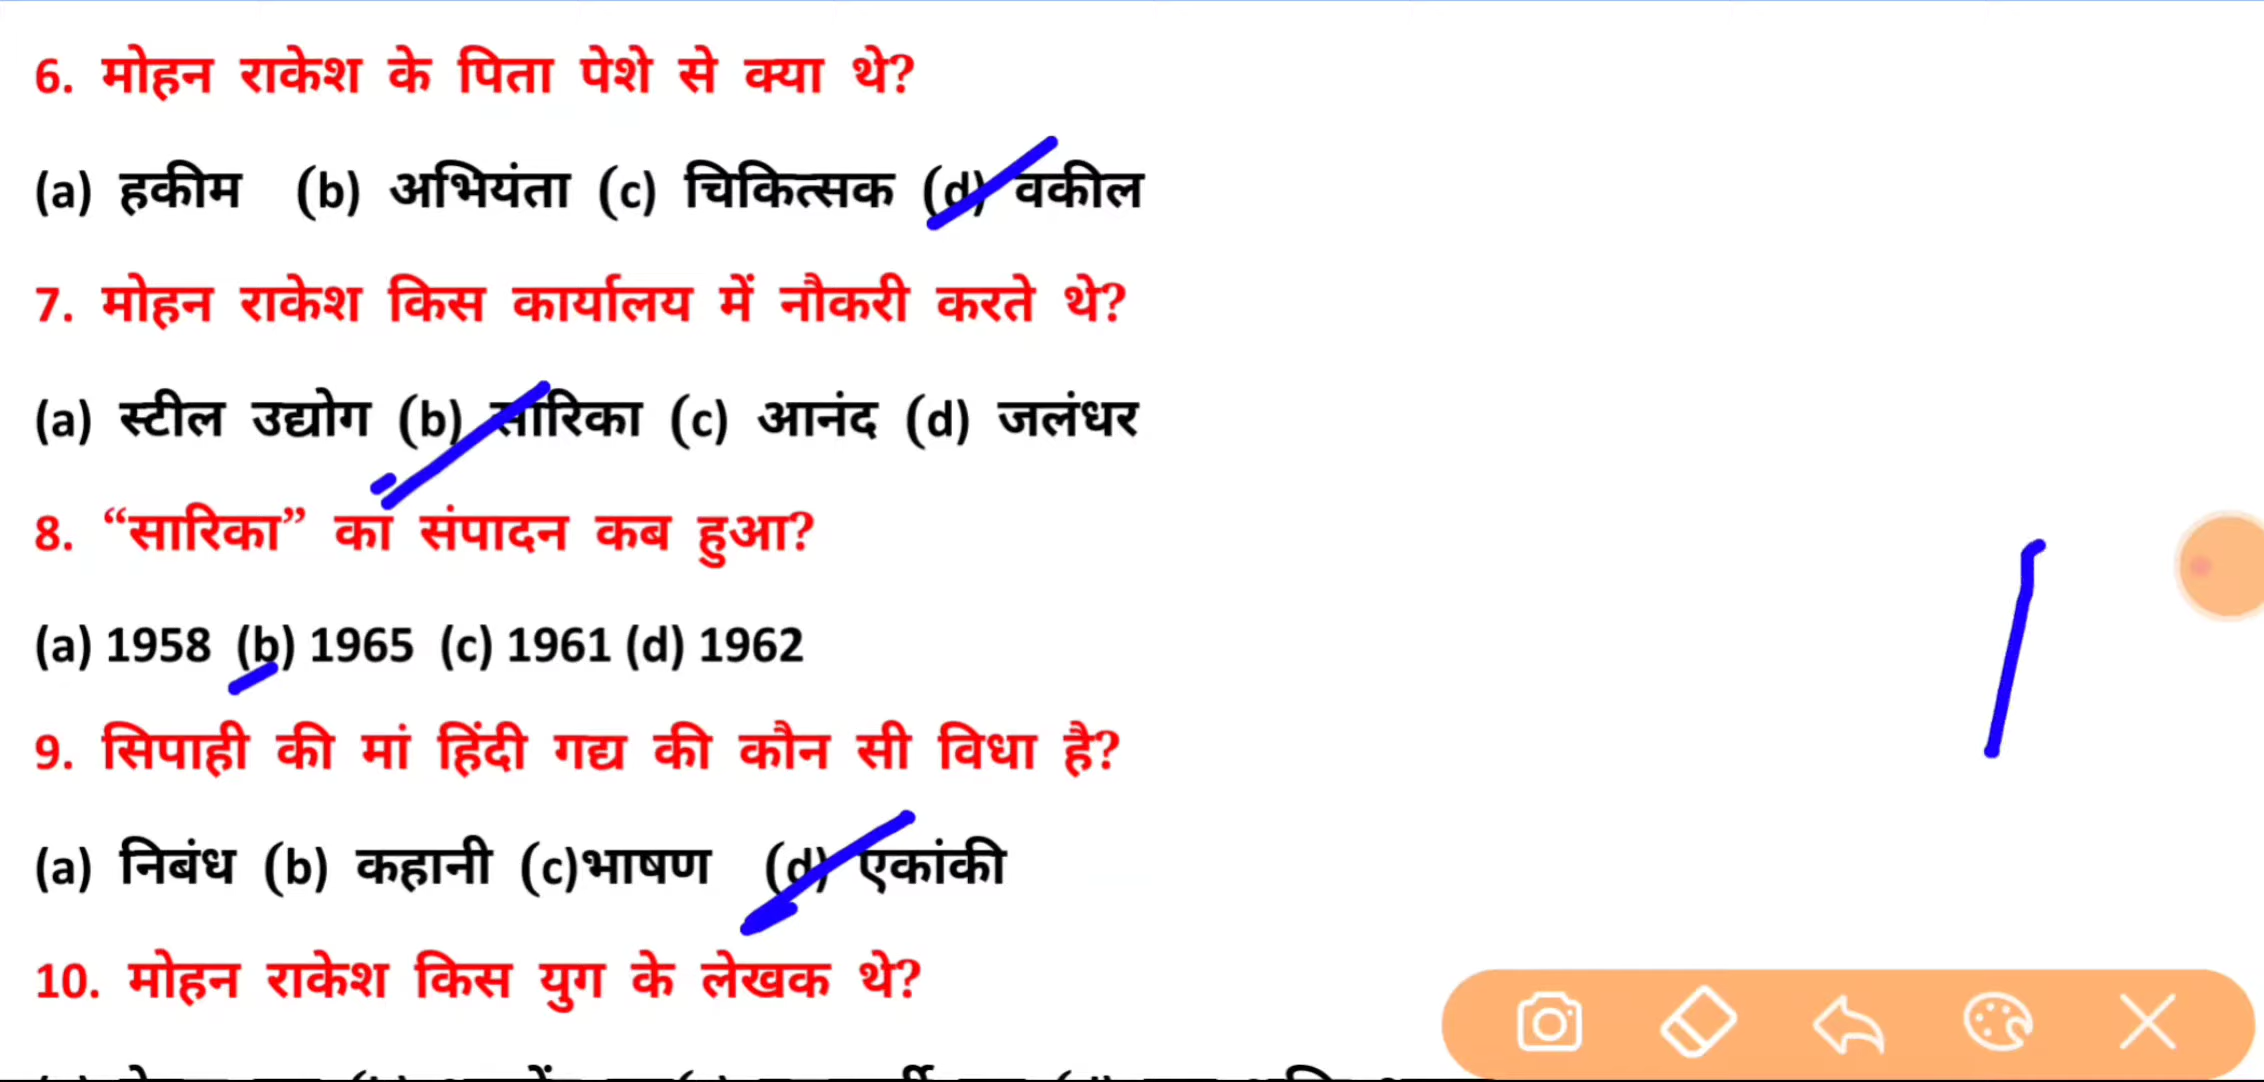 6. मोहन राकेश के पिता पेशे से क्या थे?
(a) हकीम (b) अभियंता (c) चिकित्सक (d) वकील
7. मोहन राकेश किस कार्यालय में नौकरी करते थे?
(a) स्टील उद्योग (b) सारिका (c) आनंद (d) जलंधर
8. “सारिका” का संपादन कब हुआ?
(a) 1958 (b) 1965 (c) 1961 (d) 1962
9. सिपाही की मां हिंदी गद्य की कौन सी विधा है?
(a) निबंध (b) कहानी (c)भाषण (d) एकांकी
10. मोहन राकेश किस युग के लेखक थे?